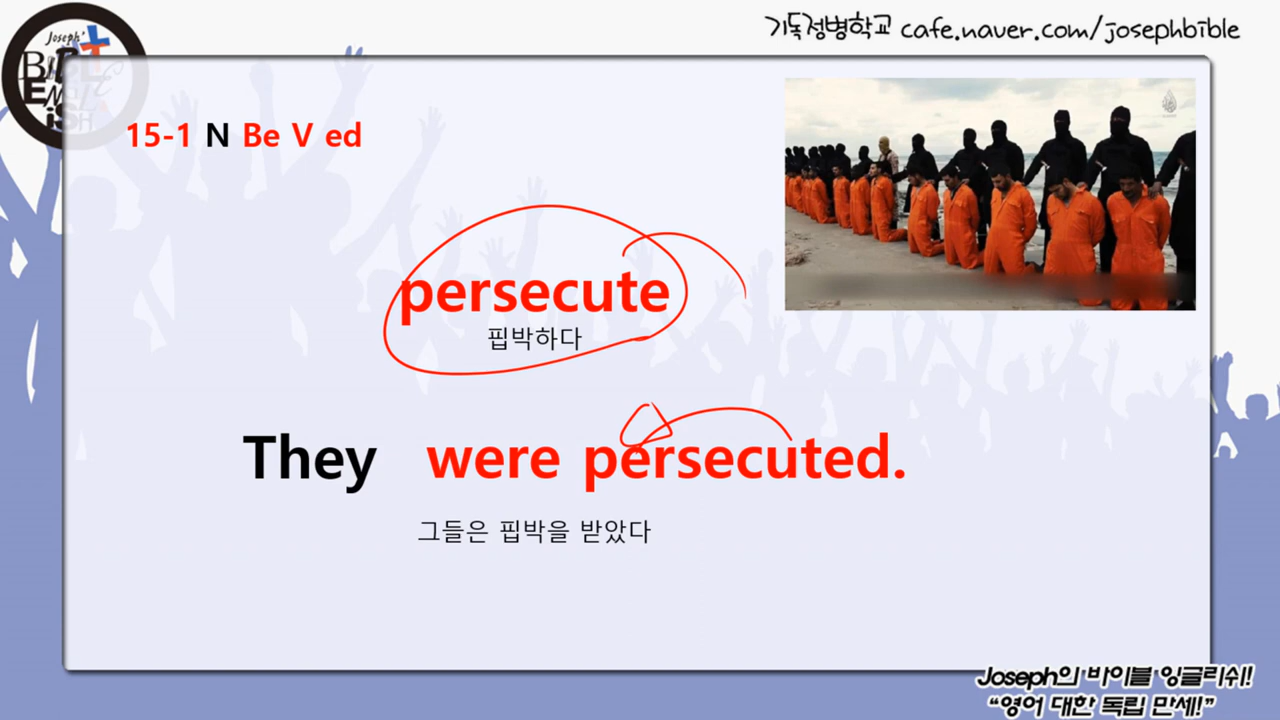 기독정병학교 cafe.naver.com/josephbible
Joseph'
BIBLE
ENGLISH
15-1 N Be V ed
persecute
핍박하다
They were persecuted.
그들은 핍박을 받았다
Joseph의 바이블 잉글리쉬!
“영어 대한 독립 만세!”